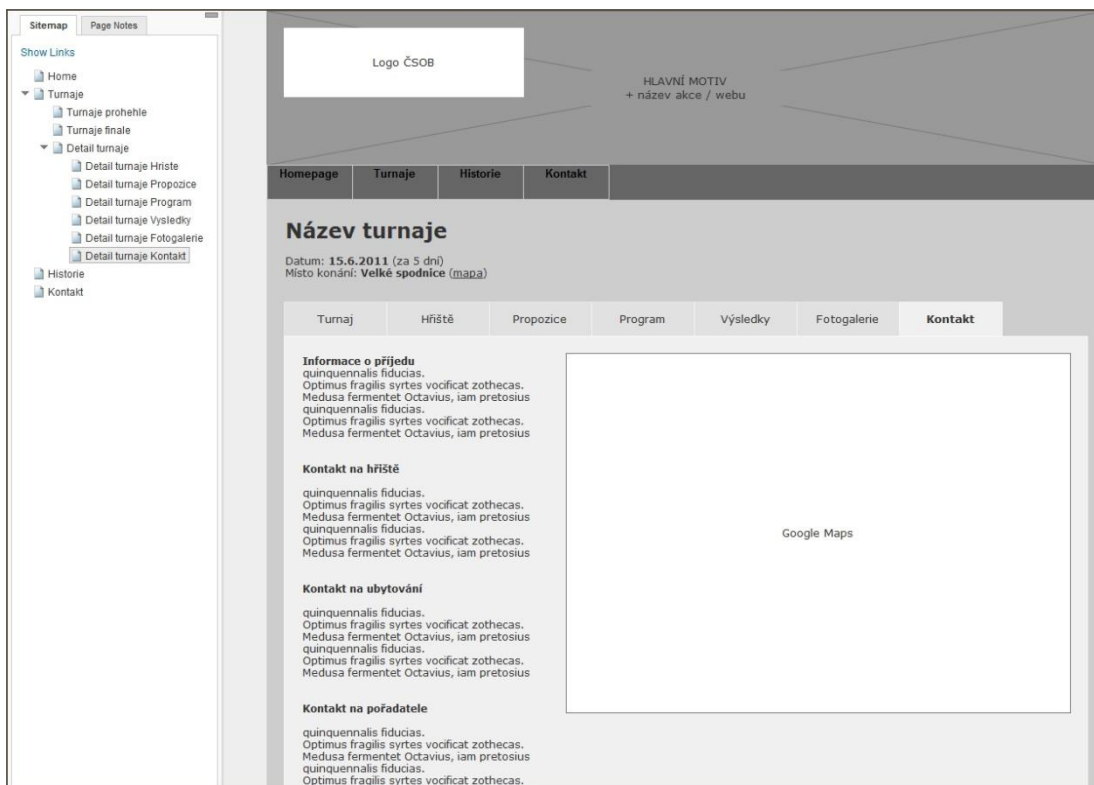 Sitemap
Page Notes
Show Links
Home
Turnaje
Turnaje prohehle
Turnaje finale
Detail turnaje
Detail turnaje Hriste
Detail turnaje Propozice
Detail turnaje Program
Detail turnaje Vysledky
Detail turnaje Fotogalerie
Detail turnaje Kontakt
Historie
Kontakt
Logo ČSOB
HLAVNÍ MOTIV
+ název akce / webu
Homepage
Turnaje
Historie
Kontakt
Název turnaje
Datum: 15.6.2011 (za 5 dní)
Místo konání: Velké spodnice (mapa)
Turnaj
Hřiště
Propozice
Program
Výsledky
Fotogalerie
Kontakt
Informace o příjedu
quinquennalis fiducias.
Optimus fragilis syrtes vocificat zothecas.
Medusa fermentet Octavius, iam pretosius
quinquennalis fiducias.
Optimus fragilis syrtes vocificat zothecas.
Medusa fermentet Octavius, iam pretosius
Kontakt na hřiště
quinquennalis fiducias.
Optimus fragilis syrtes vocificat zothecas.
Medusa fermentet Octavius, iam pretosius
quinquennalis fiducias.
Optimus fragilis syrtes vocificat zothecas.
Medusa fermentet Octavius, iam pretosius
Kontakt na ubytování
quinquennalis fiducias.
Optimus fragilis syrtes vocificat zothecas.
Medusa fermentet Octavius, iam pretosius
quinquennalis fiducias.
Optimus fragilis syrtes vocificat zothecas.
Medusa fermentet Octavius, iam pretosius
Kontakt na pořadatele
quinquennalis fiducias.
Optimus fragilis syrtes vocificat zothecas.
Medusa fermentet Octavius, iam pretosius
quinquennalis fiducias.
Optimus fragilis syrtes vocificat zothecas.
Google Maps